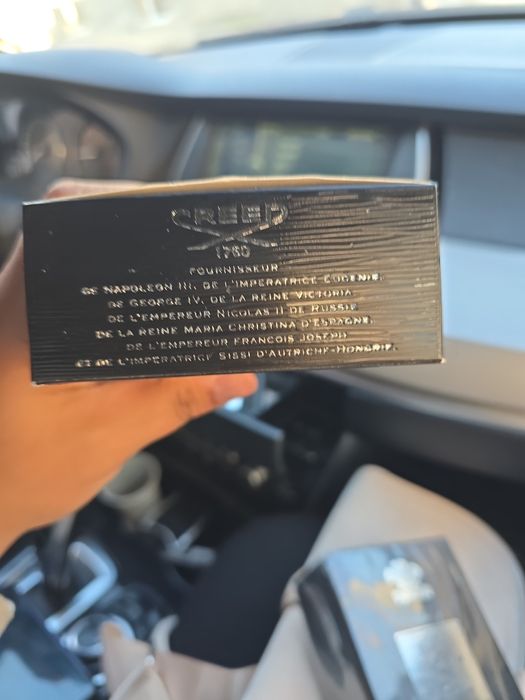 CREED
1760
FOURNISSEUR
DE NAPOLEON III, DE L'IMPERATRICE EUGENIE,
DE GEORGE IV, DE LA REINE VICTORIA
DE L'EMPEREUR NICOLAS II DE RUSSIE
DE LA REINE MARIA CHRISTINA D'ESPAGNE,
DE L'EMPEREUR FRANCOIS JOSEPH
ET DE L'IMPERATRICE SISSI D'AUTRICHE-HONGRIE.